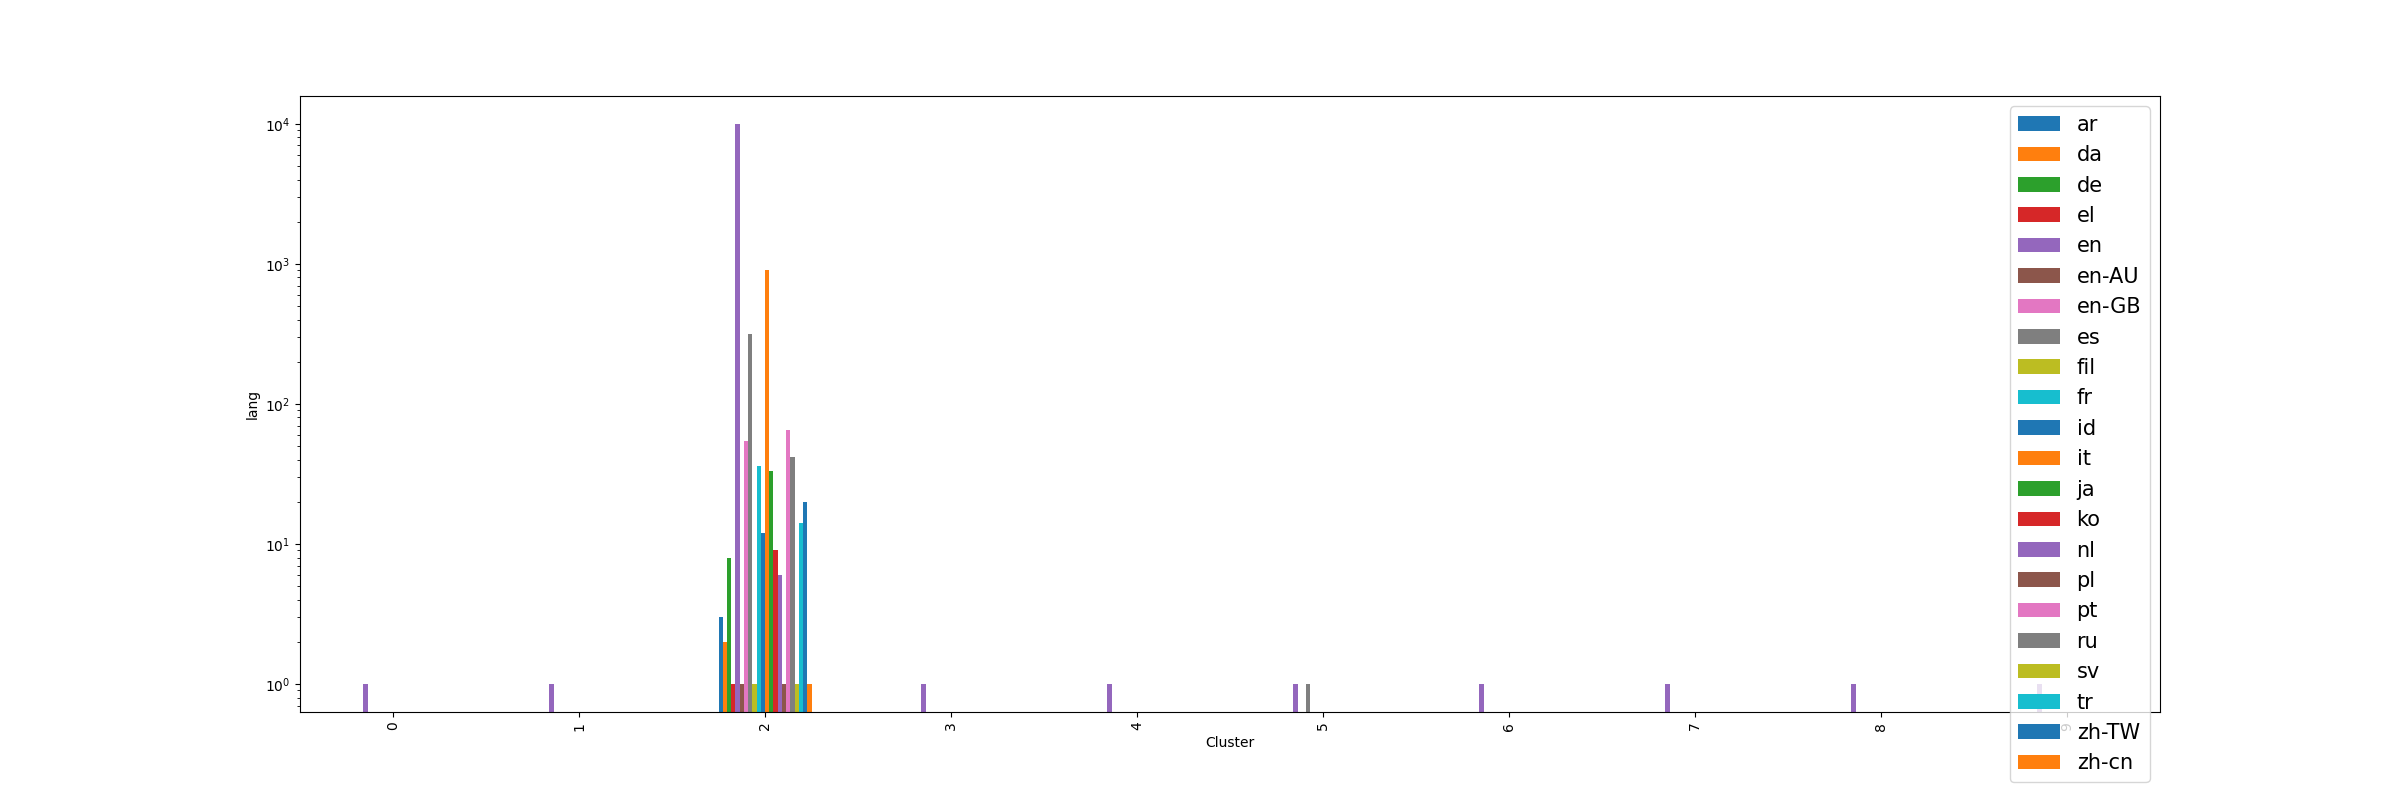 10^4
10^3
10^2
10^1
10^0
lang
0 1 2 3 4 5 6 7 8 9
Cluster
ar
da
de
el
en
en-AU
en-GB
es
fil
fr
id
it
ja
ko
nl
pl
pt
ru
sv
tr
zh-TW
zh-cn